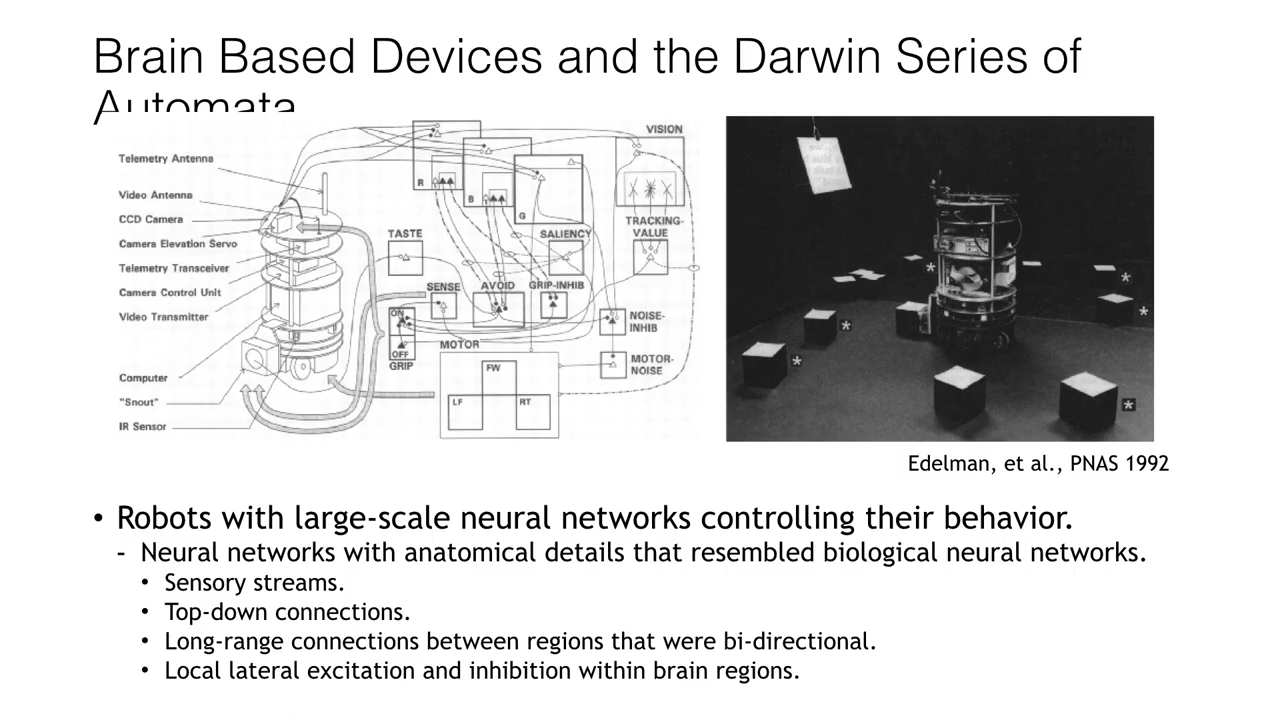 Brain Based Devices and the Darwin Series of
Automata
Telemetry Antenna
Video Antenna
CCD Camera
Camera Elevation Servo
Telemetry Transceiver
Camera Control Unit
Video Transmitter
Computer
"Snout"
IR Sensor
R
B
G
VISION
TASTE
SALIENCY
TRACKING-
VALUE
SENSE
AVOID
GRIP-INHIB
ON
OFF
GRIP
NOISE-
INHIB
MOTOR
MOTOR-
NOISE
FW
LF
RT
*
*
*
*
*
*
Edelman, et al., PNAS 1992
• Robots with large-scale neural networks controlling their behavior.
- Neural networks with anatomical details that resembled biological neural networks.
• Sensory streams.
• Top-down connections.
• Long-range connections between regions that were bi-directional.
• Local lateral excitation and inhibition within brain regions.